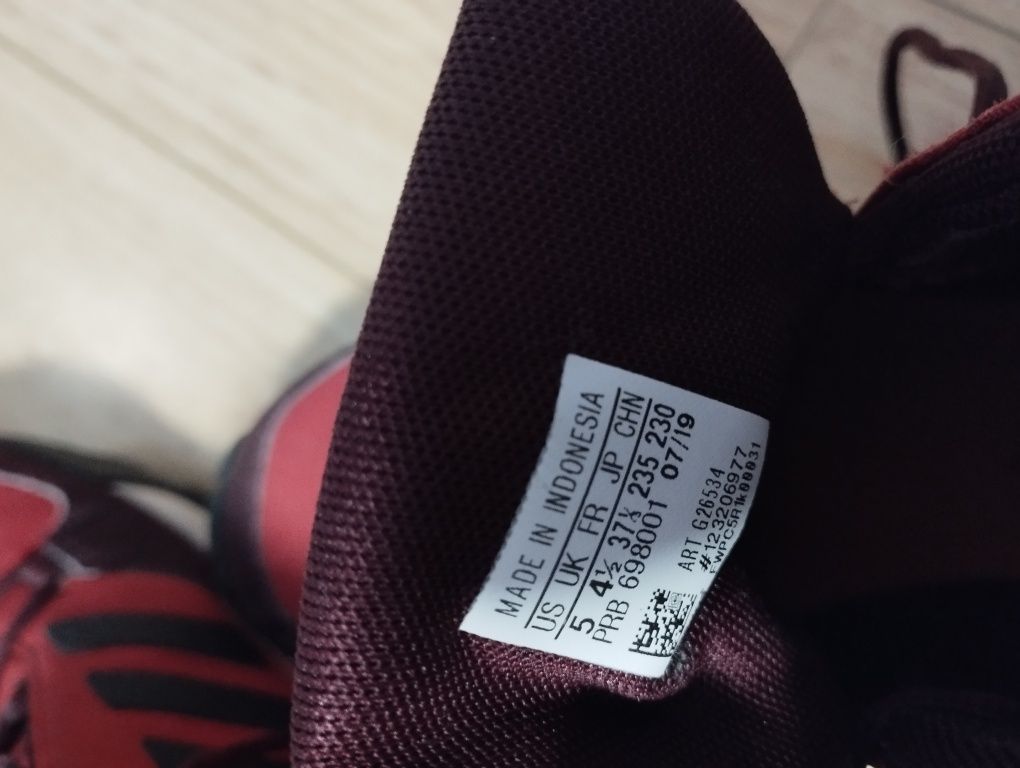 MADE IN INDONESIA
US UK FR JP CHN
5 4½ 37⅓ 235 230
PRB 698001 07/19
ART G26534
#123206977
EWPC5R1k00031